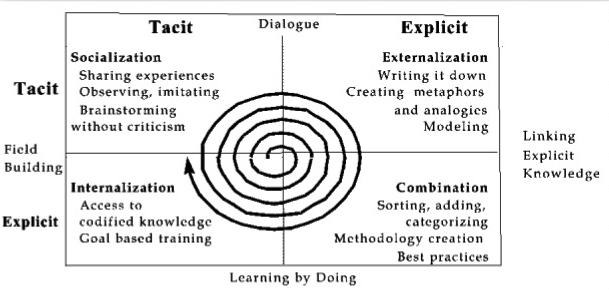 Tacit
Dialogue
Explicit
Tacit
Socialization
Sharing experiences
Observing, imitating
Brainstorming
without criticism
Externalization
Writing it down
Creating metaphors
and analogies
Modeling
Field
Building
Linking
Explicit
Knowledge
Explicit
Internalization
Access to
codified knowledge
Goal based training
Combination
Sorting, adding,
categorizing
Methodology creation
Best practices
Learning by Doing